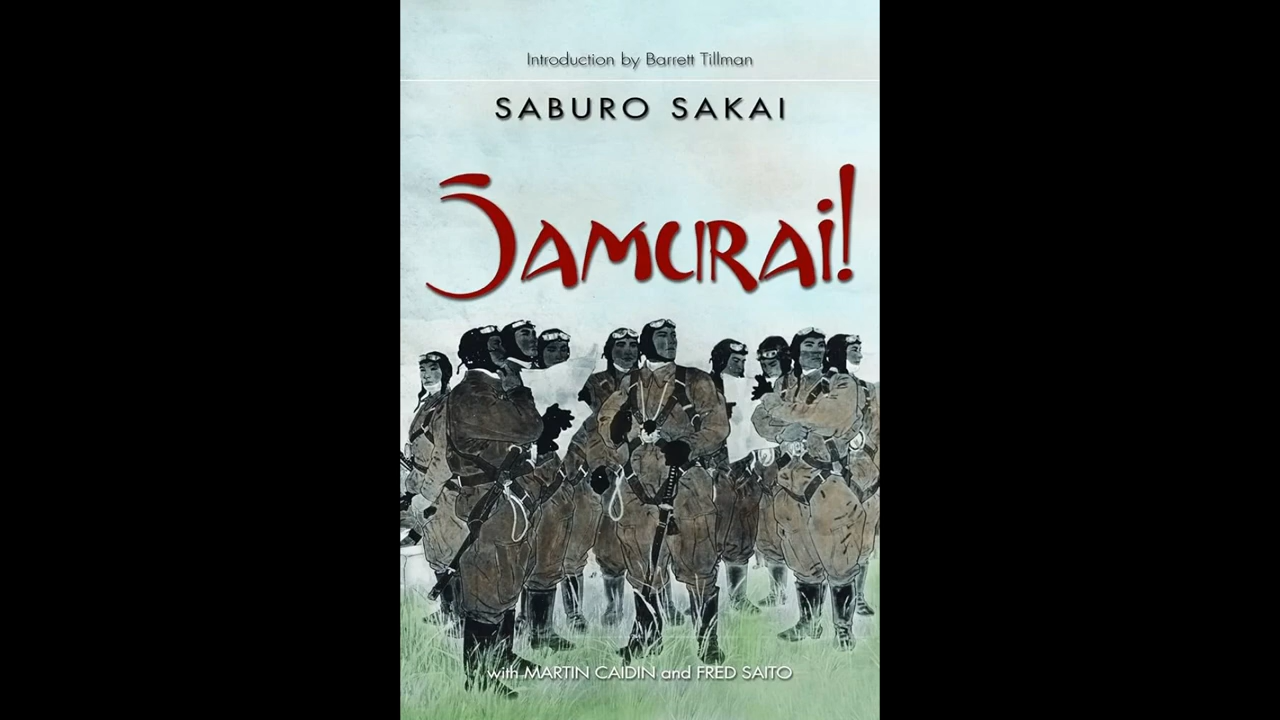 Introduction by Barrett Tillman
SABURO SAKAI
SAMURAI!
with MARTIN CAIDIN and FRED SAITO